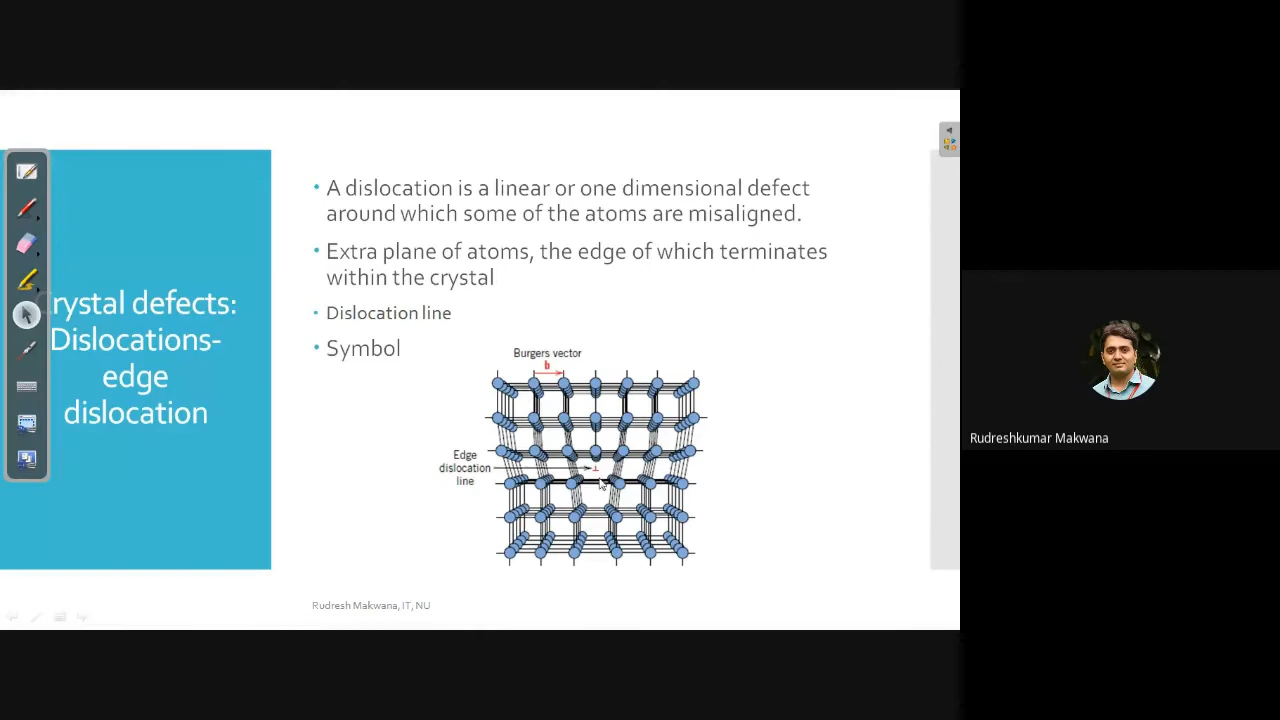 • A dislocation is a linear or one dimensional defect
around which some of the atoms are misaligned.
• Extra plane of atoms, the edge of which terminates
within the crystal
• Dislocation line
• Symbol
Crystal defects:
Dislocations-
edge
dislocation
Burgers vector
b
Edge
dislocation
line
⊥
Rudresh Makwana, IT, NU
Rudreshkumar Makwana